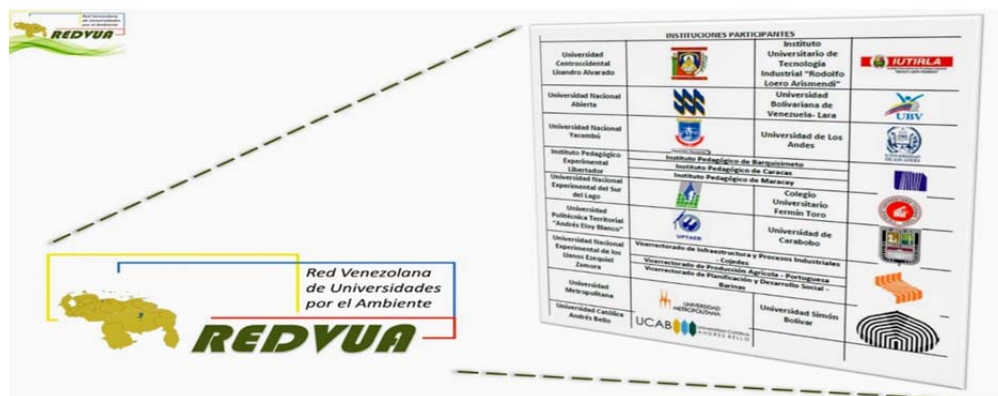 Red Venezolana
de Universidades
por el Ambiente
REDVUA
INSTITUCIONES PARTICIPANTES
Universidad
Centroccidental
Lisandro Alvarado
Instituto
Universitario de
Tecnología
Industrial "Rodolfo
Loero Arismendi"
IUTIRLA
Universidad Nacional
Abierta
Universidad
Bolivariana de
Venezuela- Lara
UBV
Universidad Nacional
Yacambú
Universidad de Los
Andes
Instituto Pedagógico
Experimental
Libertador
Instituto Pedagógico de Barquisimeto
Instituto Pedagógico de Caracas
Instituto Pedagógico de Maracay
Universidad Nacional
Experimental del Sur
del Lago
Colegio
Universitario
Fermín Toro
Universidad
Politécnica Territorial
"Andrés Eloy Blanco"
UPTAEB
Universidad de
Carabobo
Universidad Nacional
Experimental de los
Llanos Ezequiel
Zamora
Vicerrectorado de Infraestructura y Procesos Industriales
- Cojedes
Vicerrectorado de Producción Agrícola - Portuguesa
Vicerrectorado de Planificación y Desarrollo Social -
Barinas
Universidad
Metropolitana
UNIVERSIDAD
METROPOLITANA
Universidad Simón
Bolívar
Universidad Católica
Andrés Bello
UCAB
Universidad Católica
ANDRÉS BELLO
Red Venezolana
de Universidades
por el Ambiente
REDVUA